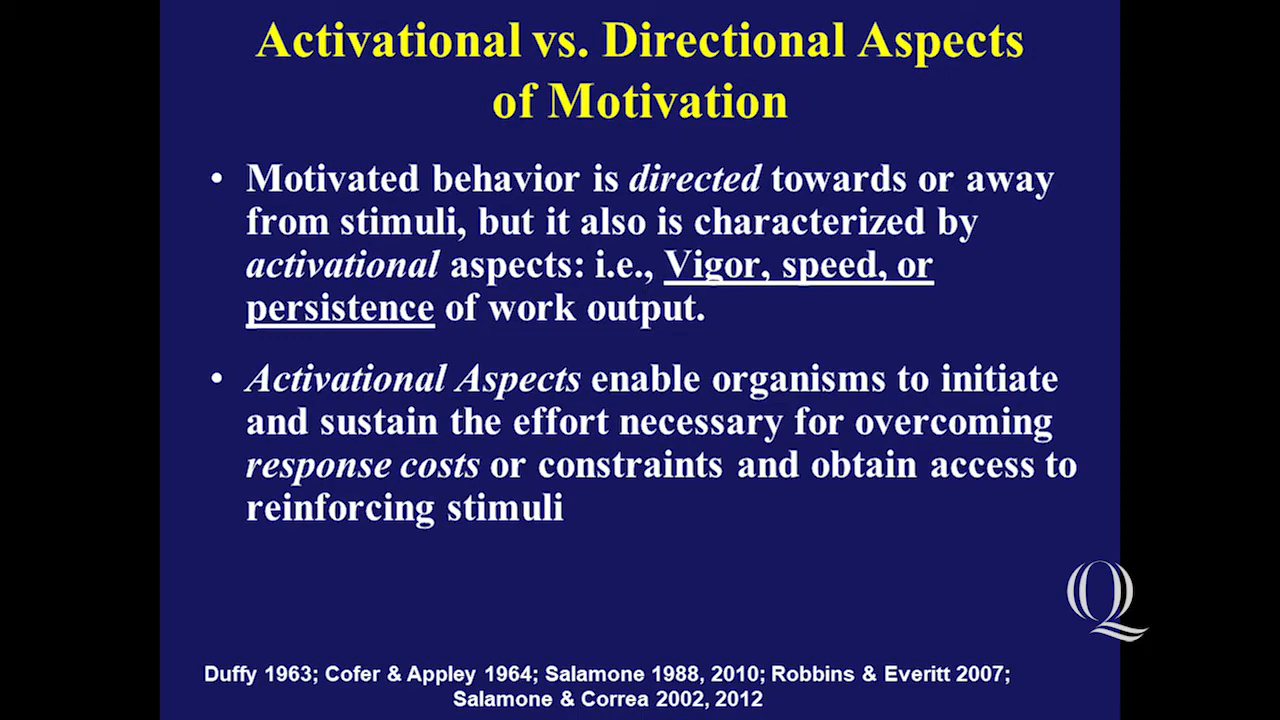 Activational vs. Directional Aspects
of Motivation
• Motivated behavior is directed towards or away
from stimuli, but it also is characterized by
activational aspects: i.e., Vigor, speed, or
persistence of work output.
• Activational Aspects enable organisms to initiate
and sustain the effort necessary for overcoming
response costs or constraints and obtain access to
reinforcing stimuli
Q
Duffy 1963; Cofer & Appley 1964; Salamone 1988, 2010; Robbins & Everitt 2007;
Salamone & Correa 2002, 2012